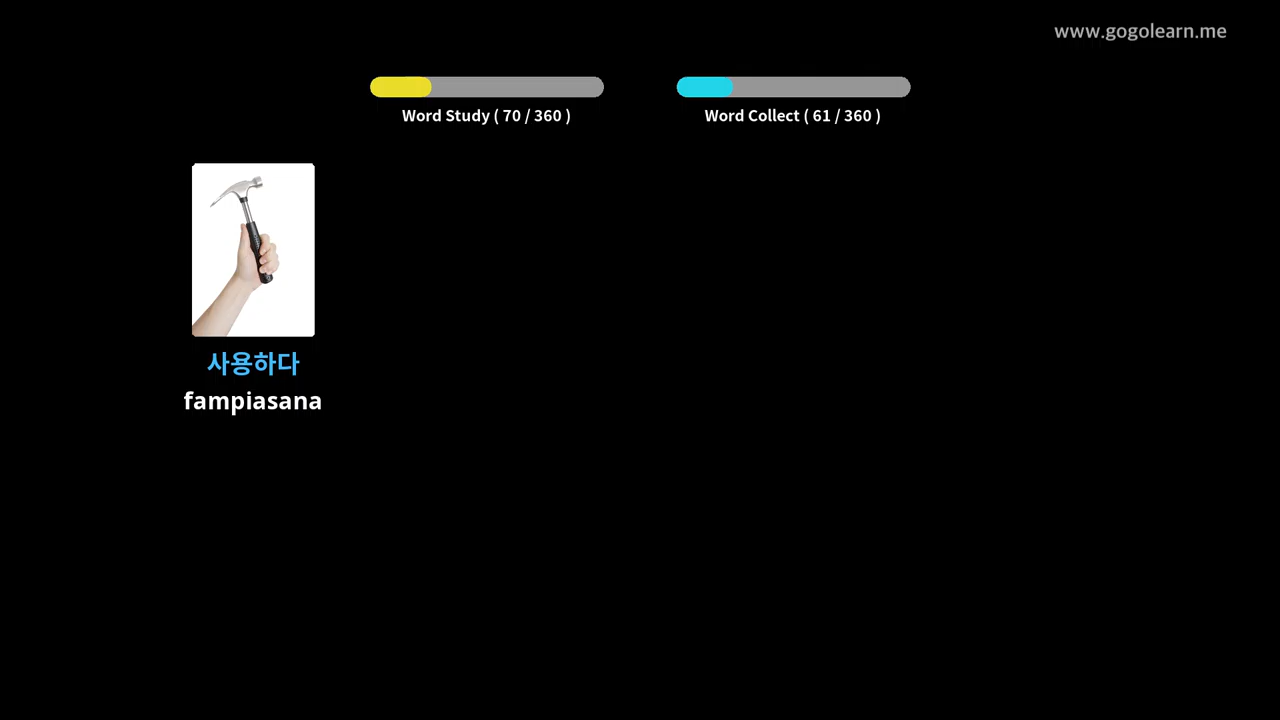 www.gogolearn.me
Word Study ( 70 / 360 )
Word Collect ( 61 / 360 )
사용하다
fampiasana